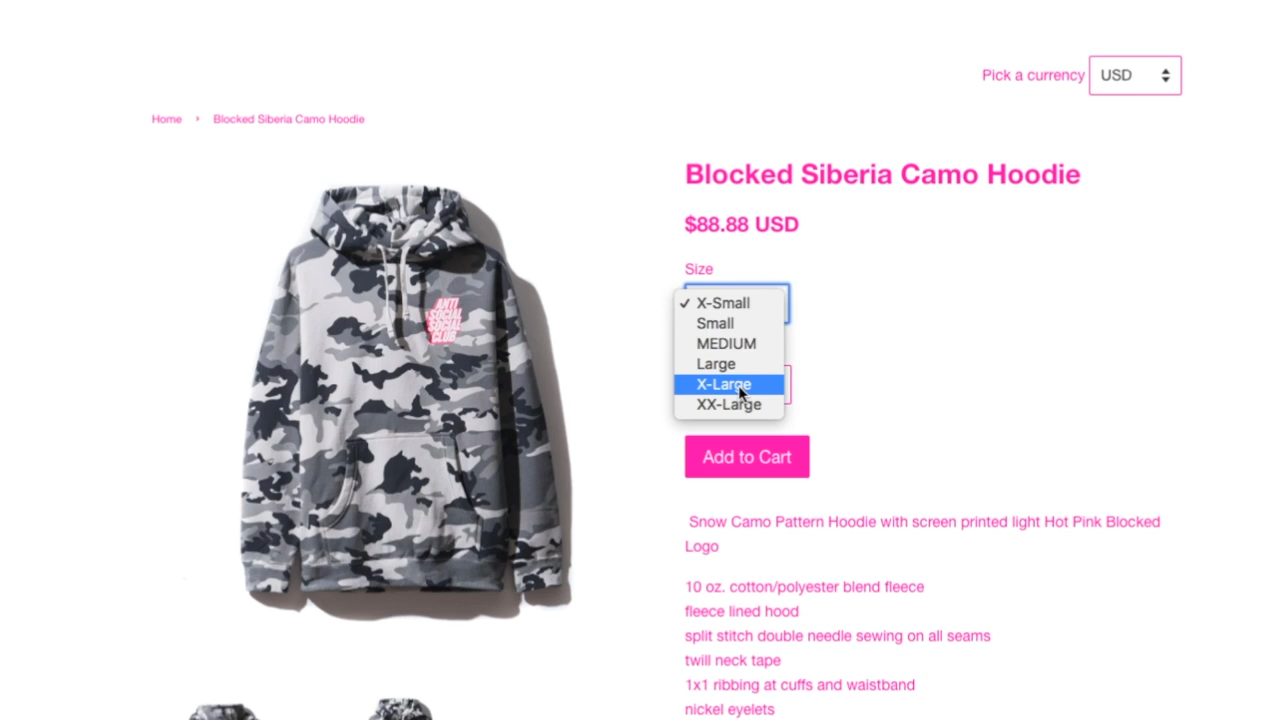 Pick a currency USD
Home › Blocked Siberia Camo Hoodie
Blocked Siberia Camo Hoodie
$88.88 USD
Size
✓ X-Small
Small
MEDIUM
Large
X-Large
XX-Large
Add to Cart
ANTI
SOCIAL
SOCIAL
CLUB
Snow Camo Pattern Hoodie with screen printed light Hot Pink Blocked
Logo
10 oz. cotton/polyester blend fleece
fleece lined hood
split stitch double needle sewing on all seams
twill neck tape
1x1 ribbing at cuffs and waistband
nickel eyelets